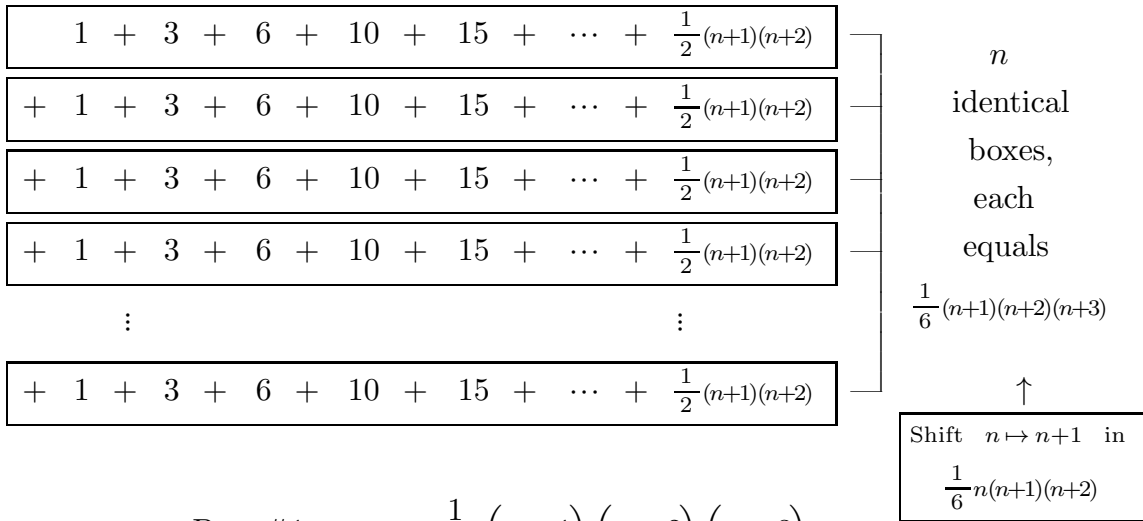 1 + 3 + 6 + 10 + 15 + ⋯ + 1/2 (n+1)(n+2)
+ 1 + 3 + 6 + 10 + 15 + ⋯ + 1/2 (n+1)(n+2)
+ 1 + 3 + 6 + 10 + 15 + ⋯ + 1/2 (n+1)(n+2)
+ 1 + 3 + 6 + 10 + 15 + ⋯ + 1/2 (n+1)(n+2)
⋮ ⋮
+ 1 + 3 + 6 + 10 + 15 + ⋯ + 1/2 (n+1)(n+2)
n
identical
boxes,
each
equals
1/6 (n+1)(n+2)(n+3)
↑
Shift n ↦ n+1 in
1/6 n(n+1)(n+2)